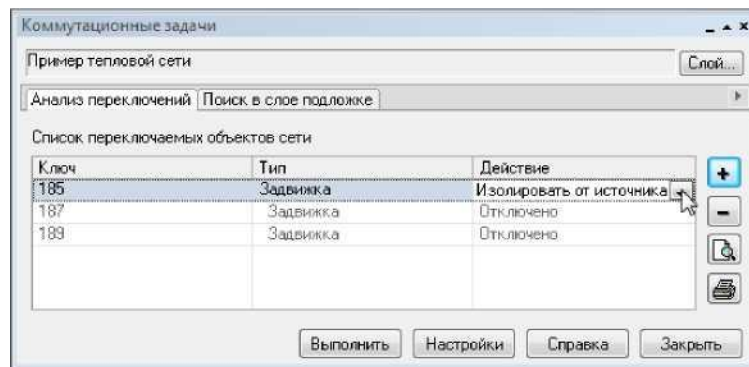 Коммутационные задачи
Пример тепловой сети
Слой...
Анализ переключений Поиск в слое подложке
Список переключаемых объектов сети
Ключ Тип Действие
185 Задвижка Изолировать от источника
187 Задвижка Отключено
189 Задвижка Отключено
Выполнить Настройки Справка Закрыть